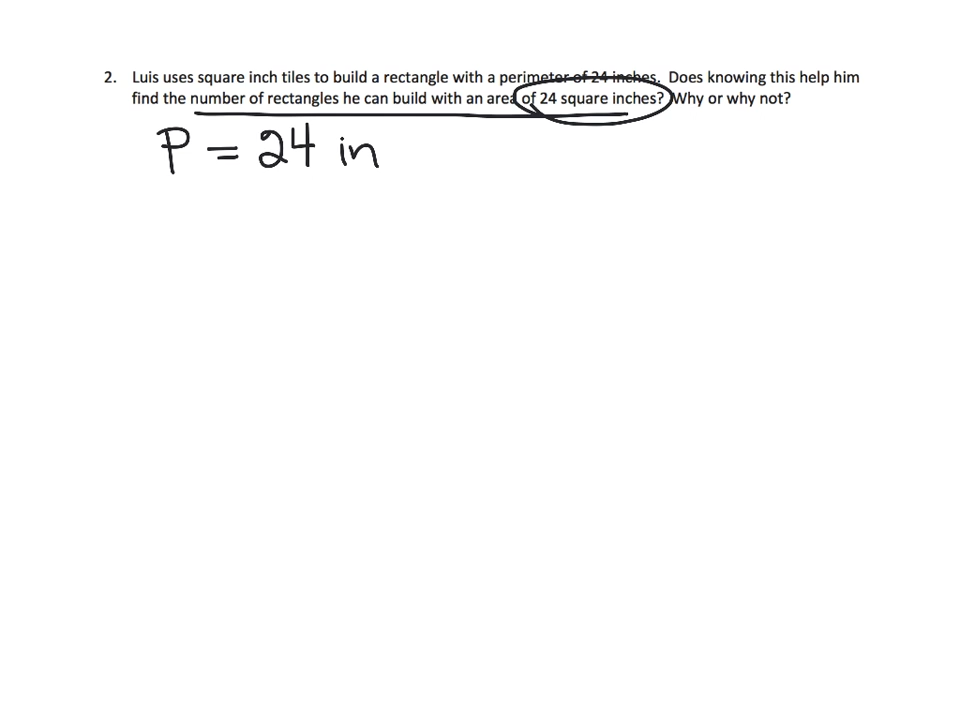 2. Luis uses square inch tiles to build a rectangle with a perimeter of 24 inches. Does knowing this help him
find the number of rectangles he can build with an area of 24 square inches? Why or why not?
P = 24 in